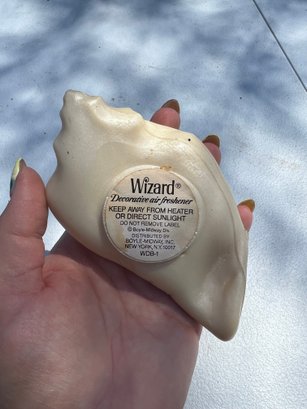 Wizard®
Decorative air freshener
KEEP AWAY FROM HEATER
OR DIRECT SUNLIGHT
DO NOT REMOVE LABEL
© Boyle-Midway Div.
DISTRIBUTED BY
BOYLE-MIDWAY, INC.
NEW YORK, N.Y. 10017
WDB-1